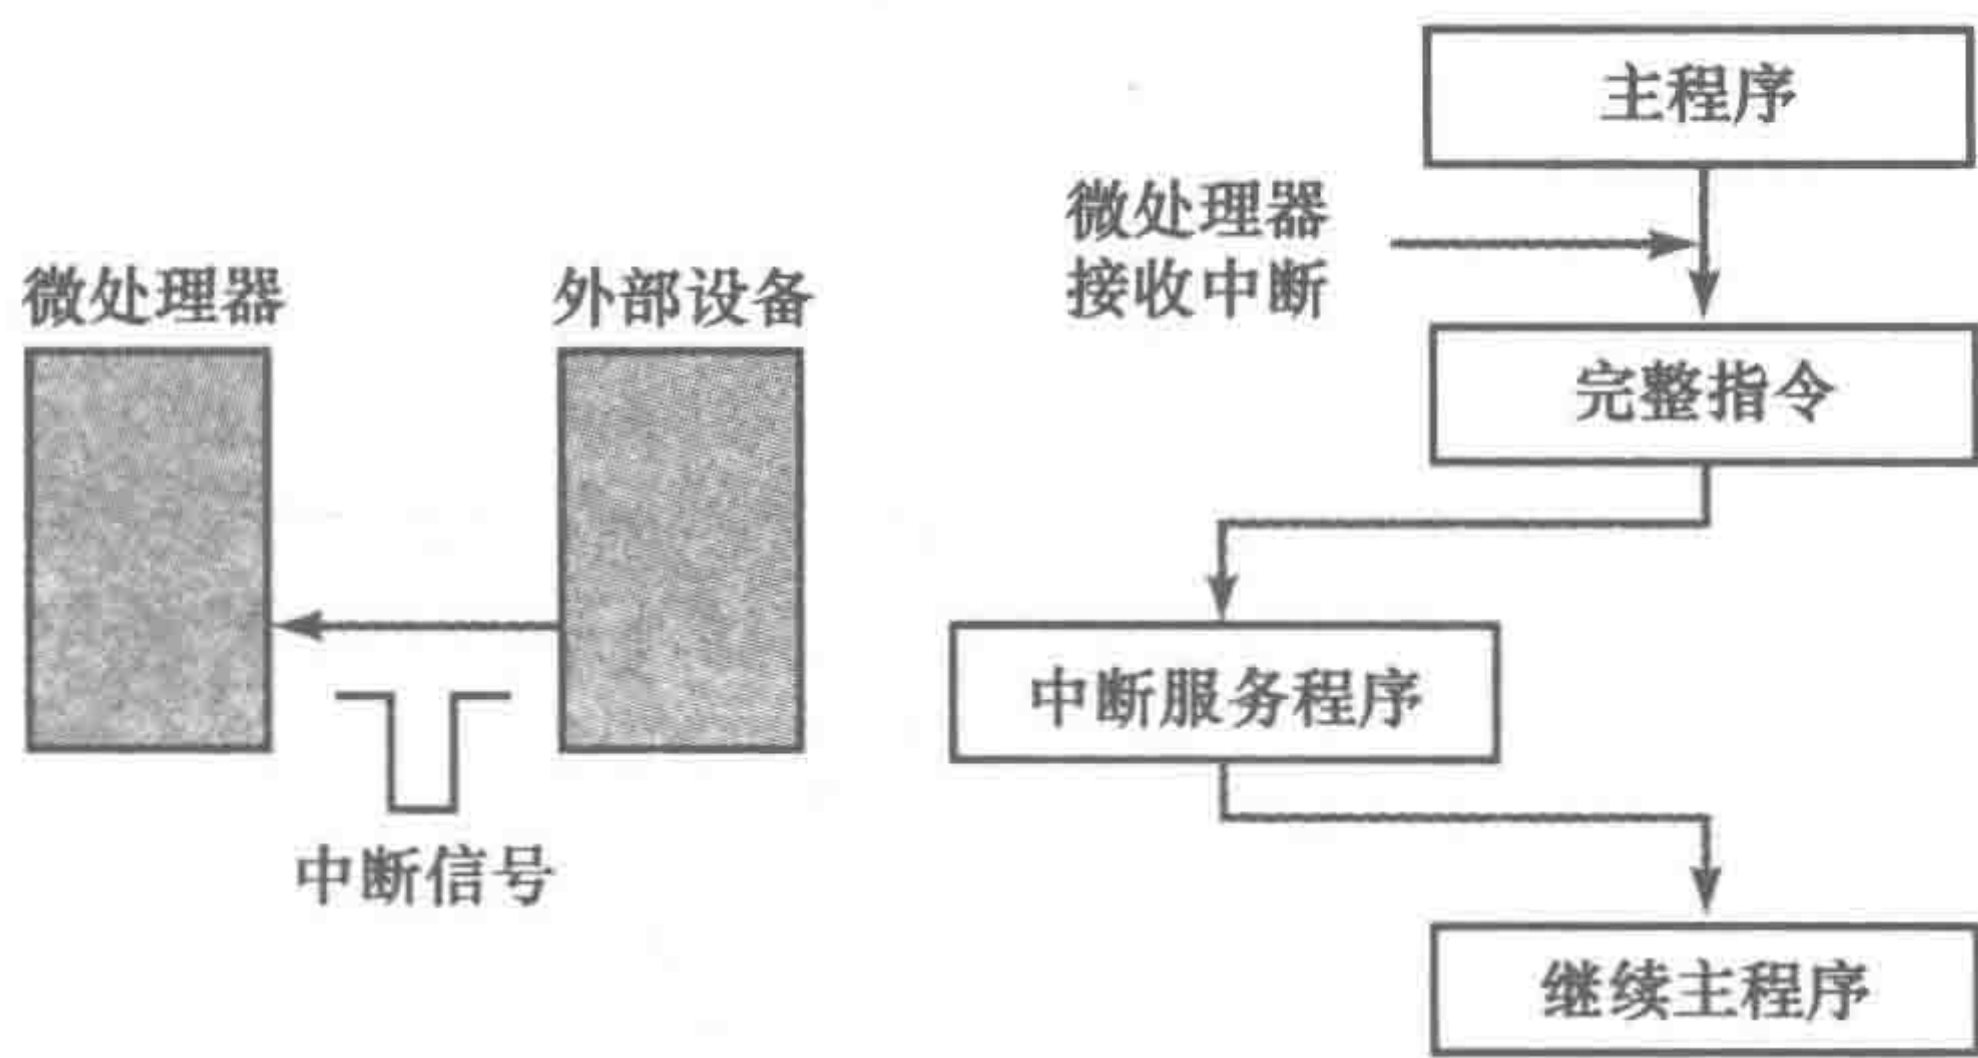 微处理器
外部设备
中断信号
主程序
微处理器
接收中断
完整指令
中断服务程序
继续主程序